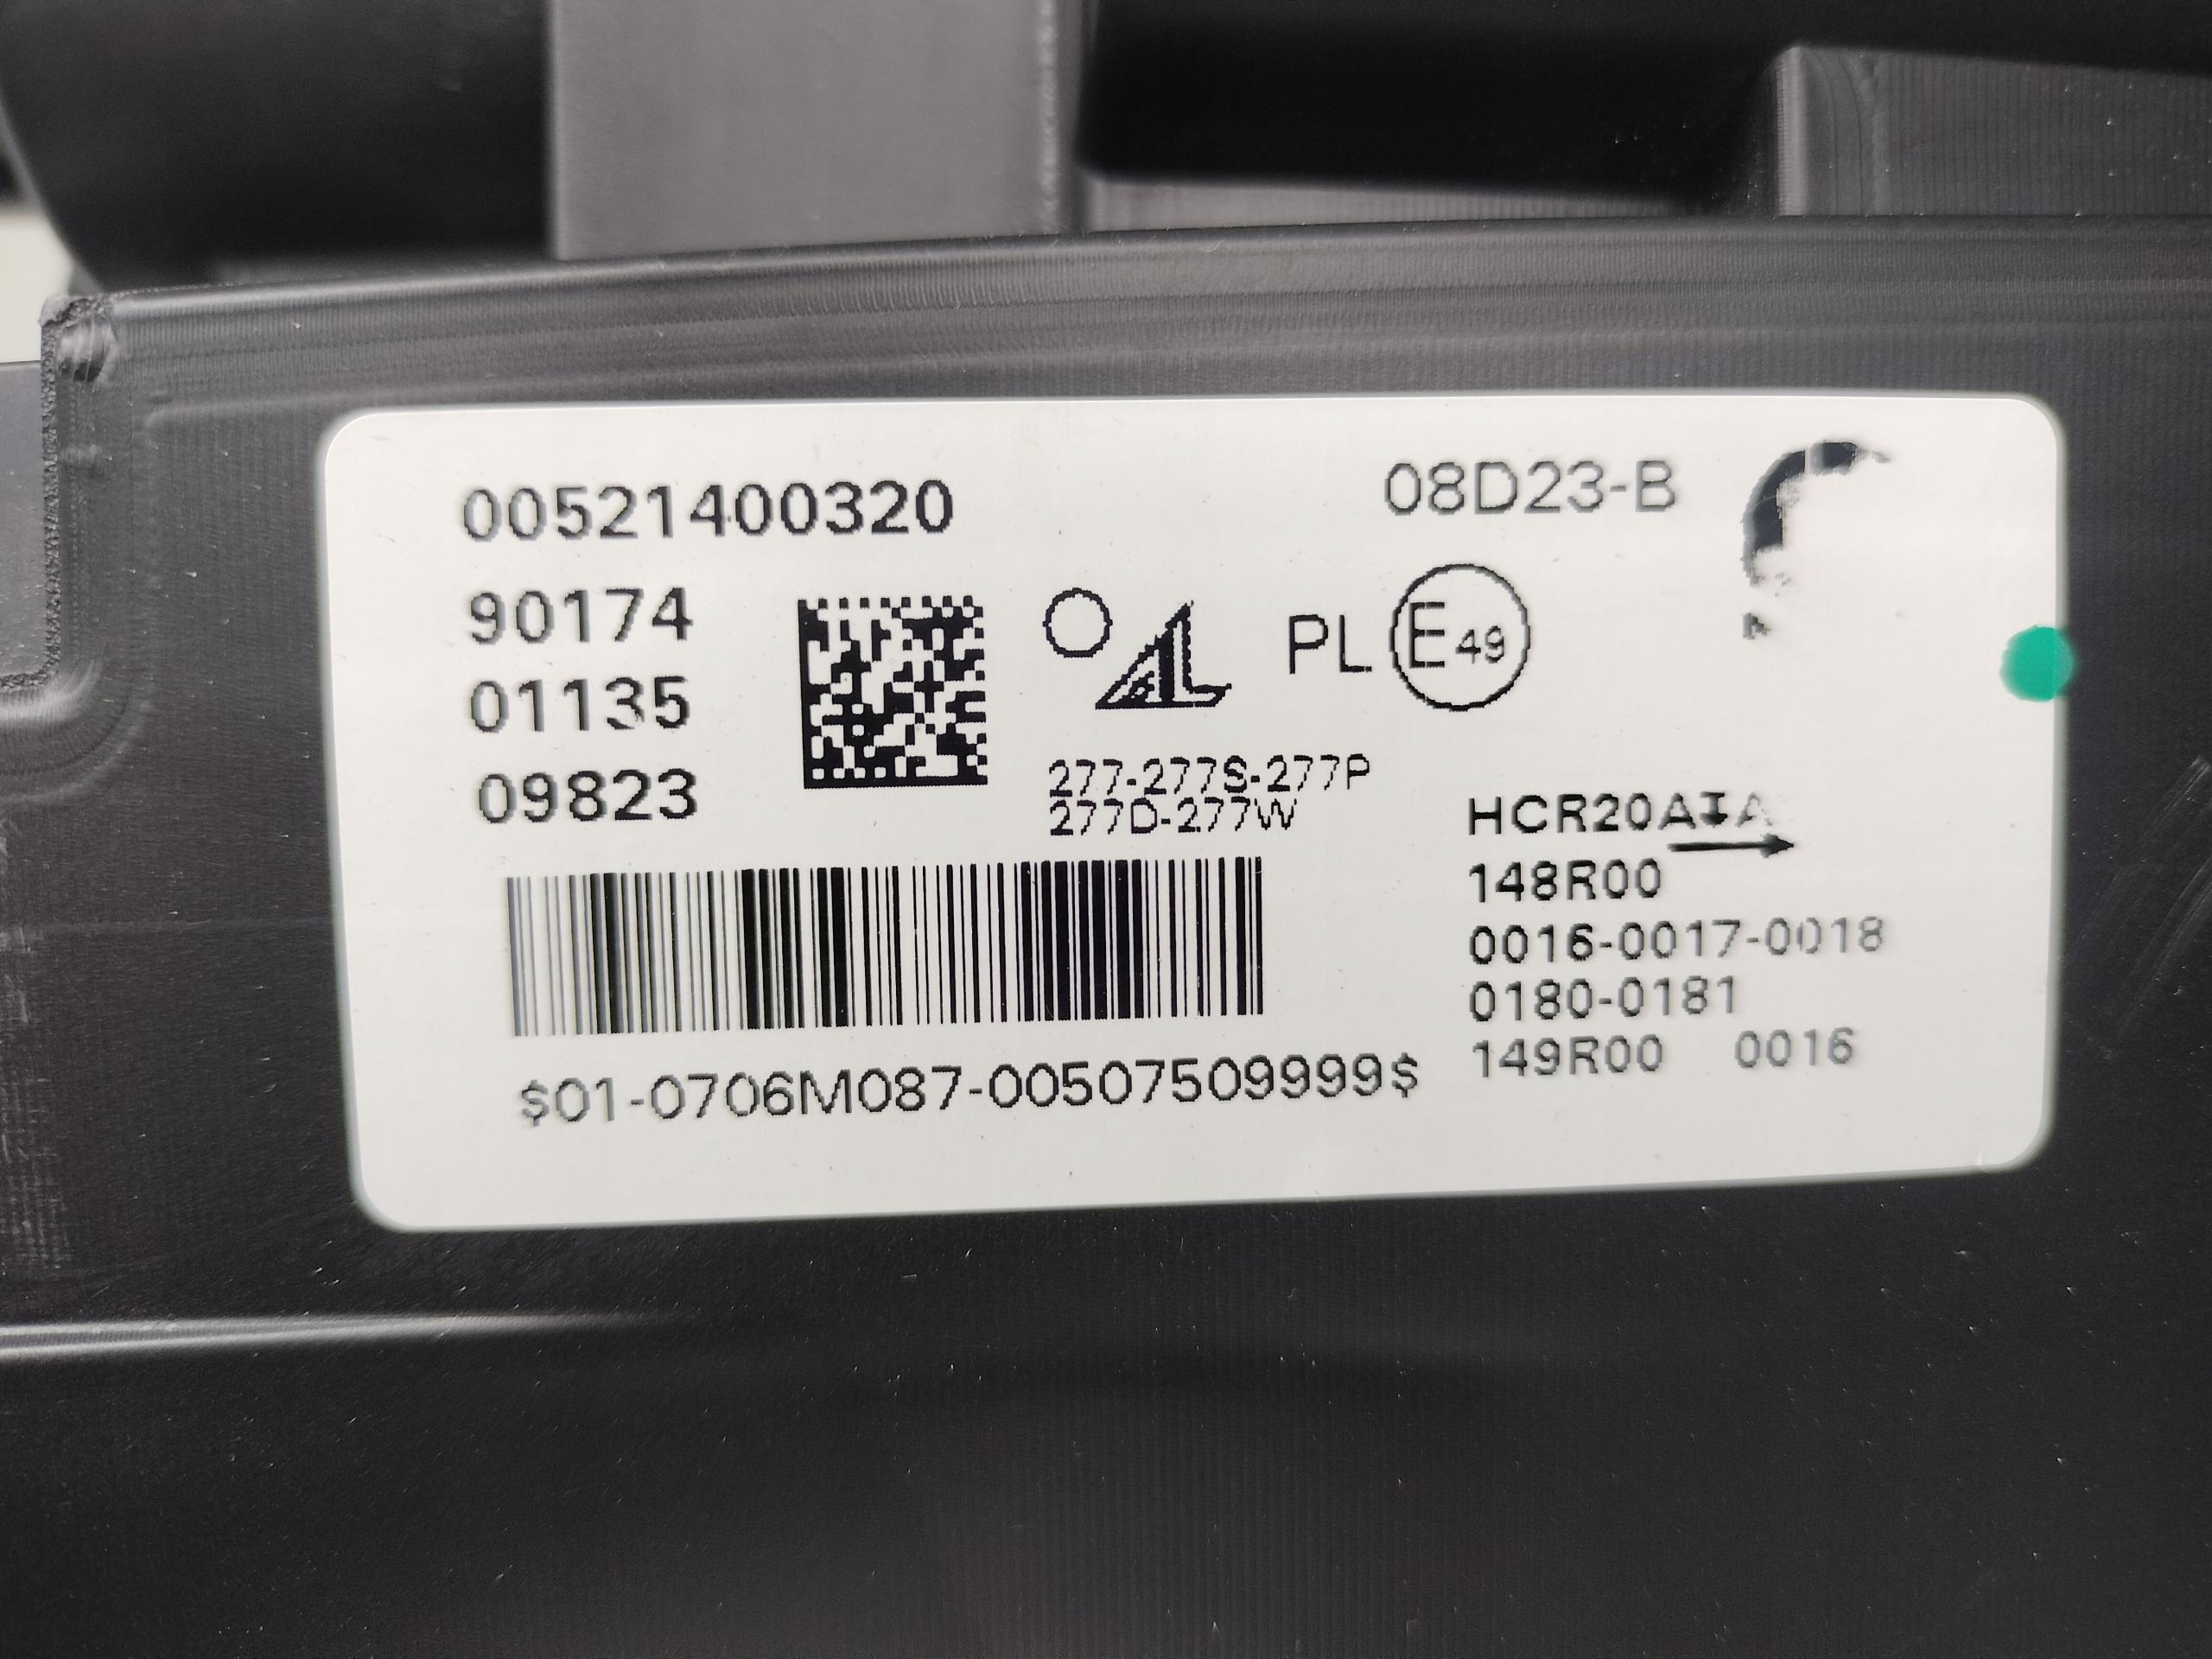 00521400320
08D23-B
90174
01135
09823
AL
PL E49
277-277S-277P
277D-277W
HCR20A
148R00
0016-0017-0018
0180-0181
149R00 0016
$01-0706M087-00507509999$